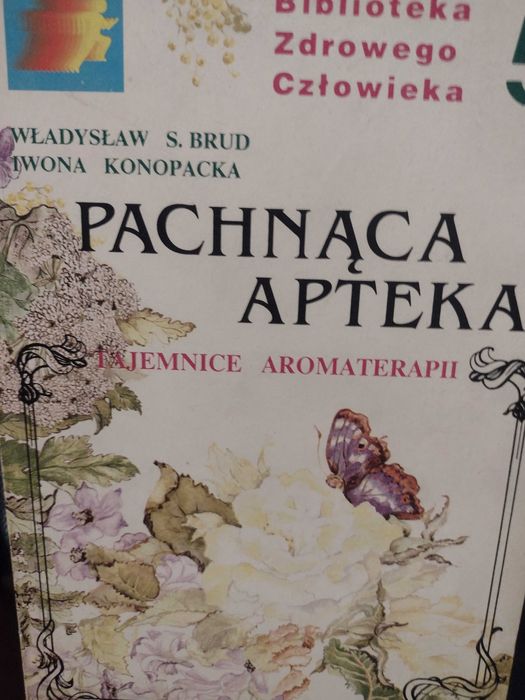 Biblioteka
Zdrowego
Człowieka
WŁADYSŁAW S. BRUD
IWONA KONOPACKA
PACHNĄCA
APTEKA
TAJEMNICE AROMATERAPII